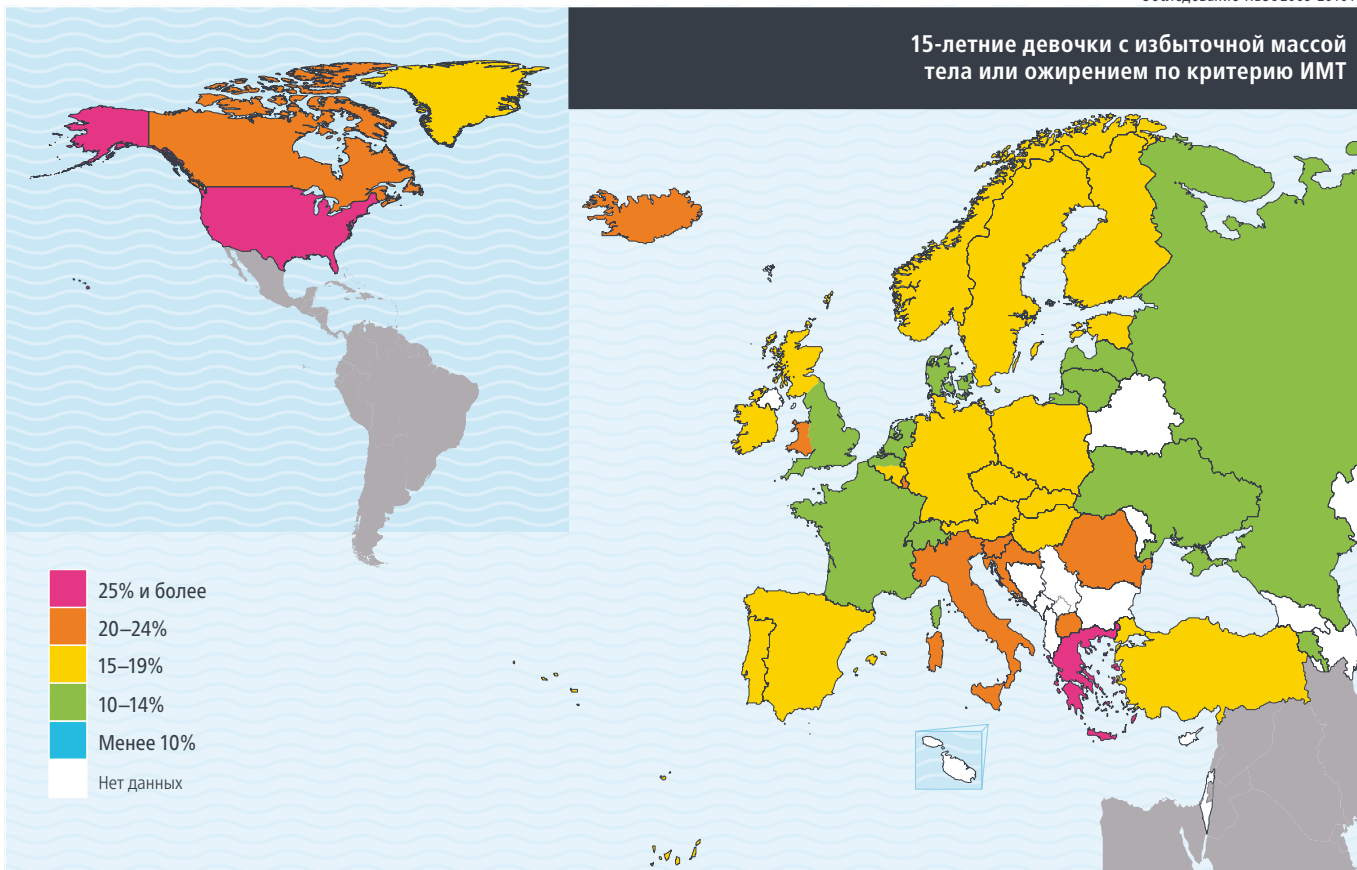 15-летние девочки с избыточной массой
тела или ожирением по критерию ИМТ
25% и более
20–24%
15–19%
10–14%
Менее 10%
Нет данных